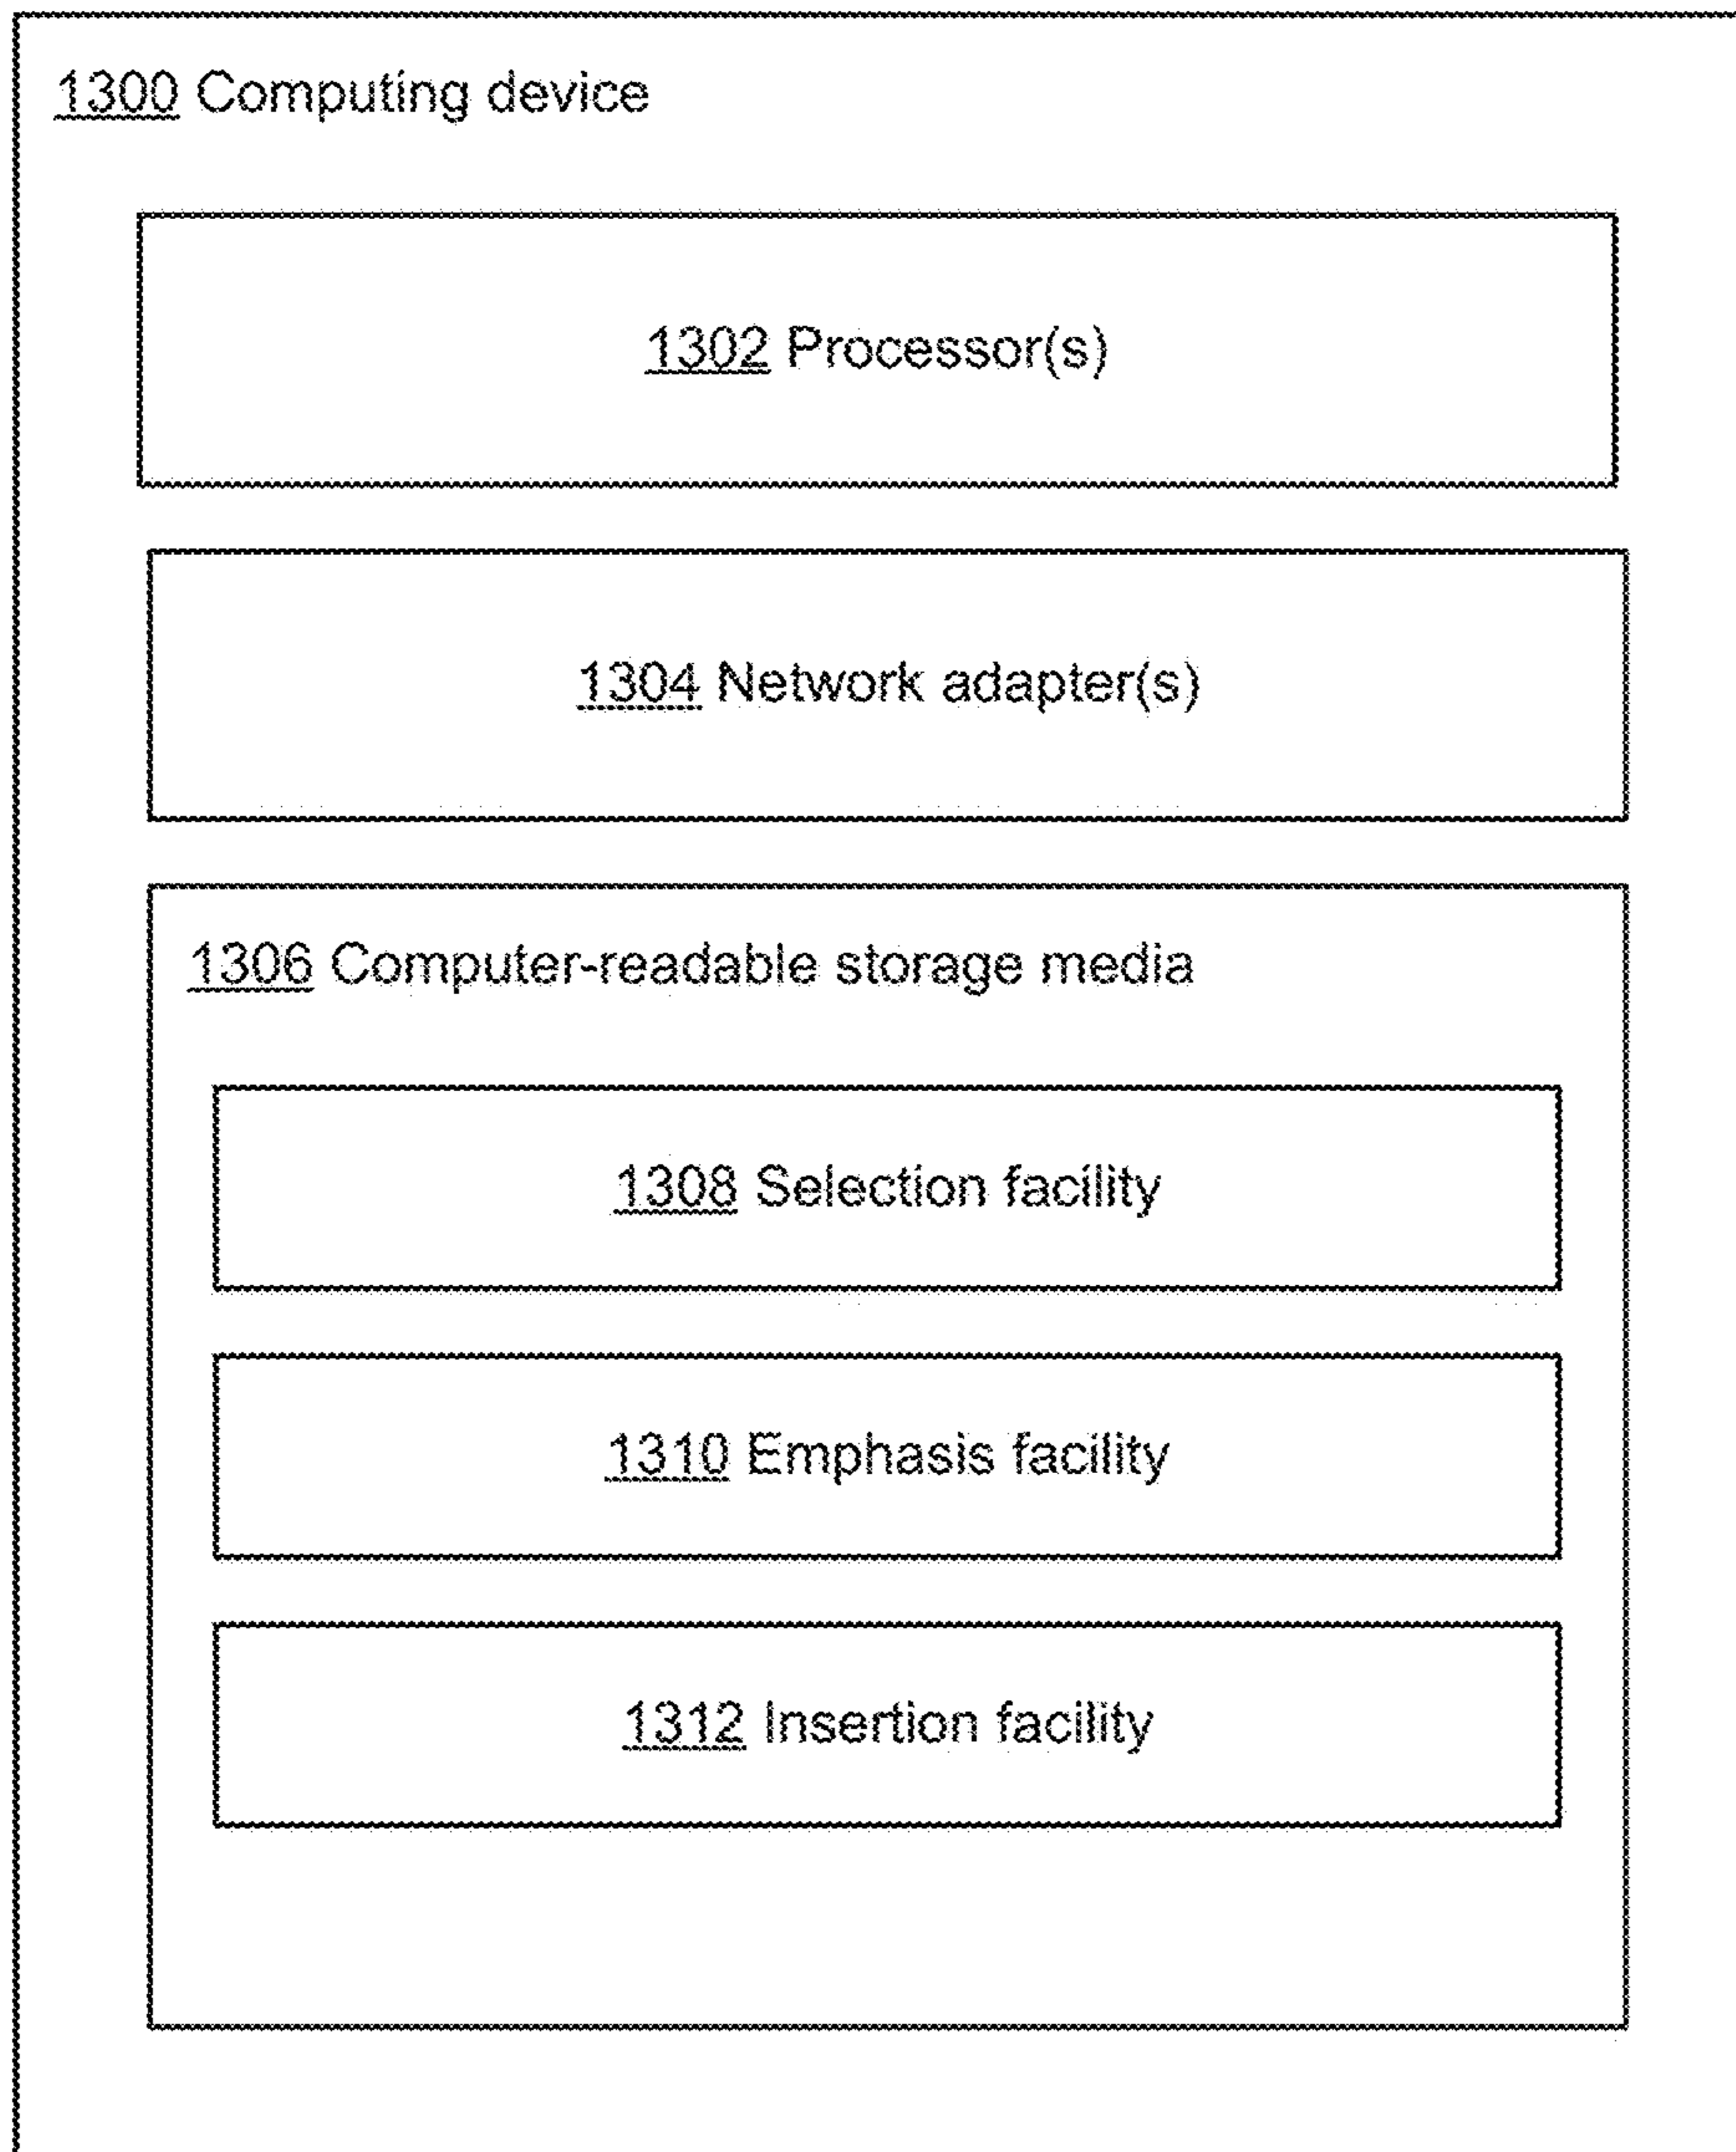 1300 Computing device
1302 Processor(s)
1304 Network adapter(s)
1306 Computer-readable storage media
1308 Selection facility
1310 Emphasis facility
1312 Insertion facility